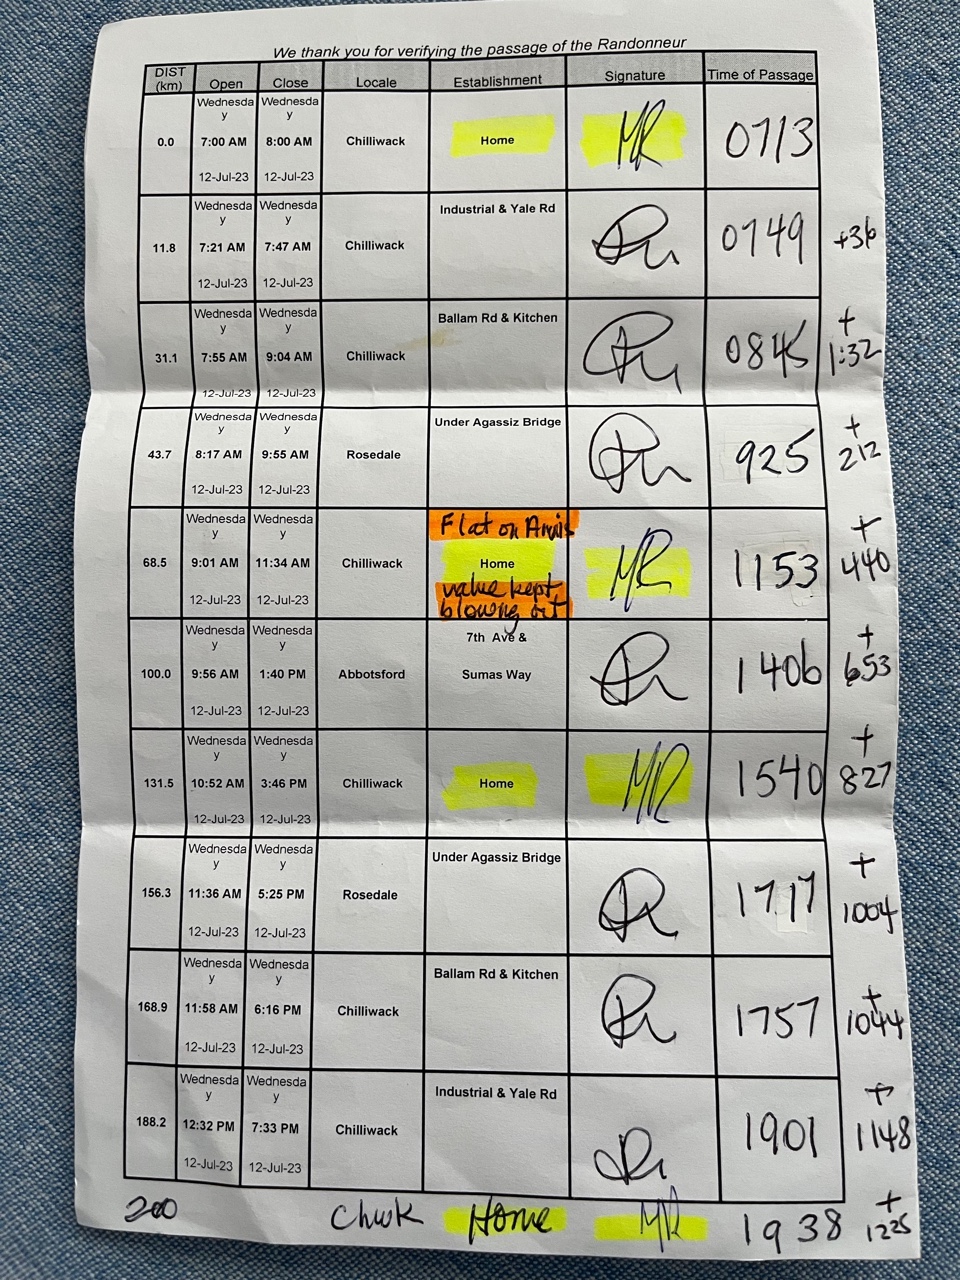 We thank you for verifying the passage of the Randonneur
DIST (km) Open Close Locale Establishment Signature Time of Passage
Wednesda y Wednesda y
0.0 7:00 AM 8:00 AM Chilliwack Home MR 0713
12-Jul-23 12-Jul-23
Wednesda y Wednesda y Industrial & Yale Rd
11.8 7:21 AM 7:47 AM Chilliwack 0749 +36
12-Jul-23 12-Jul-23
Wednesda y Wednesda y Ballam Rd & Kitchen
31.1 7:55 AM 9:04 AM Chilliwack 0845 + 1:32
12-Jul-23 12-Jul-23
Wednesda y Wednesda y Under Agassiz Bridge
43.7 8:17 AM 9:55 AM Rosedale 925 + 212
12-Jul-23 12-Jul-23
Wednesda y Wednesda y Flat on
68.5 9:01 AM 11:34 AM Chilliwack Home MR 1153 + 440
12-Jul-23 12-Jul-23 value kept
blowing out
Wednesda y Wednesda y 7th Ave &
100.0 9:56 AM 1:40 PM Abbotsford Sumas Way 1406 + 653
12-Jul-23 12-Jul-23
Wednesda y Wednesda y
131.5 10:52 AM 3:46 PM Chilliwack Home MR 1540 + 827
12-Jul-23 12-Jul-23
Wednesda y Wednesda y Under Agassiz Bridge
156.3 11:36 AM 5:25 PM Rosedale 1717 + 1004
12-Jul-23 12-Jul-23
Wednesda y Wednesda y Ballam Rd & Kitchen
168.9 11:58 AM 6:16 PM Chilliwack 1757 + 1044
12-Jul-23 12-Jul-23
Wednesda y Wednesda y Industrial & Yale Rd
188.2 12:32 PM 7:33 PM Chilliwack 1901 + 1148
12-Jul-23 12-Jul-23
200 Chwk Home MR 1938 + 1225